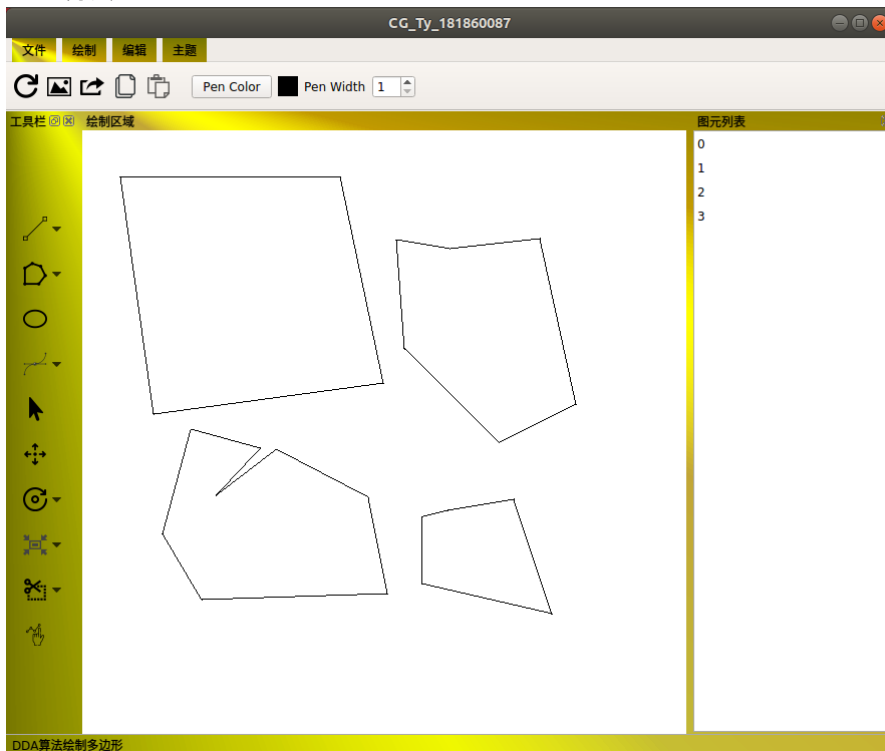 CG_Ty_181860087
文件 绘制 编辑 主题
Pen Color Pen Width 1
工具栏 绘制区域 图元列表
0
1
2
3
DDA算法绘制多边形